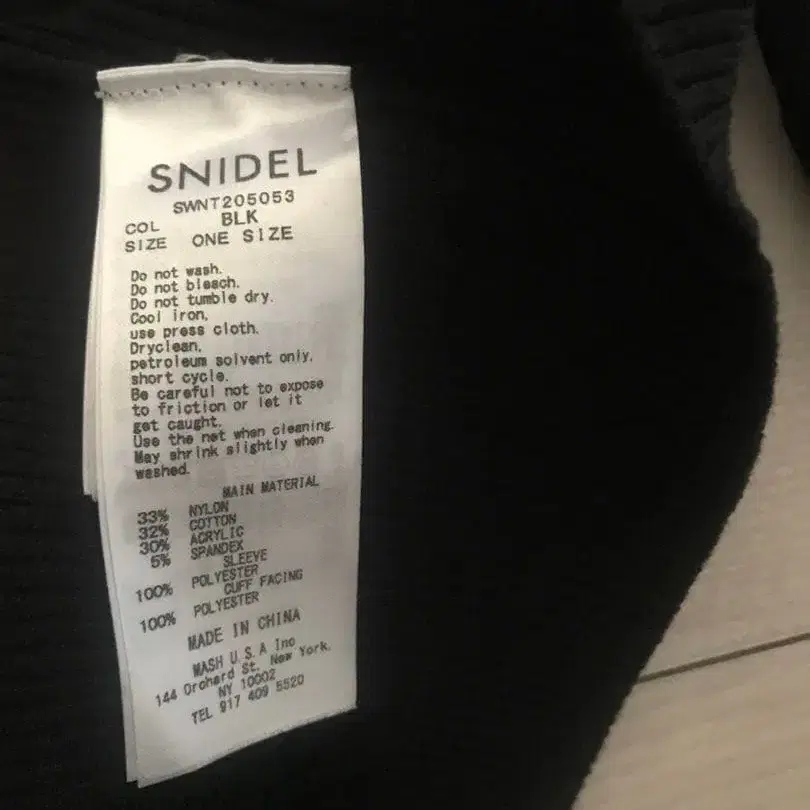 SNIDEL
SWNT205053
COL BLK
SIZE ONE SIZE
Do not wash.
Do not bleach.
Do not tumble dry.
Cool iron,
use press cloth.
Dryclean,
petroleum solvent only,
short cycle.
Be careful not to expose
to friction or let it
get caught.
Use the net when cleaning.
May shrink slightly when
washed.
MAIN MATERIAL
33% NYLON
32% COTTON
30% ACRYLIC
5% SPANDEX
SLEEVE
100% POLYESTER
CUFF FACING
100% POLYESTER
MADE IN CHINA
MASH U.S.A Inc
144 Orchard St. New York.
NY 10002
TEL 917 409 5520